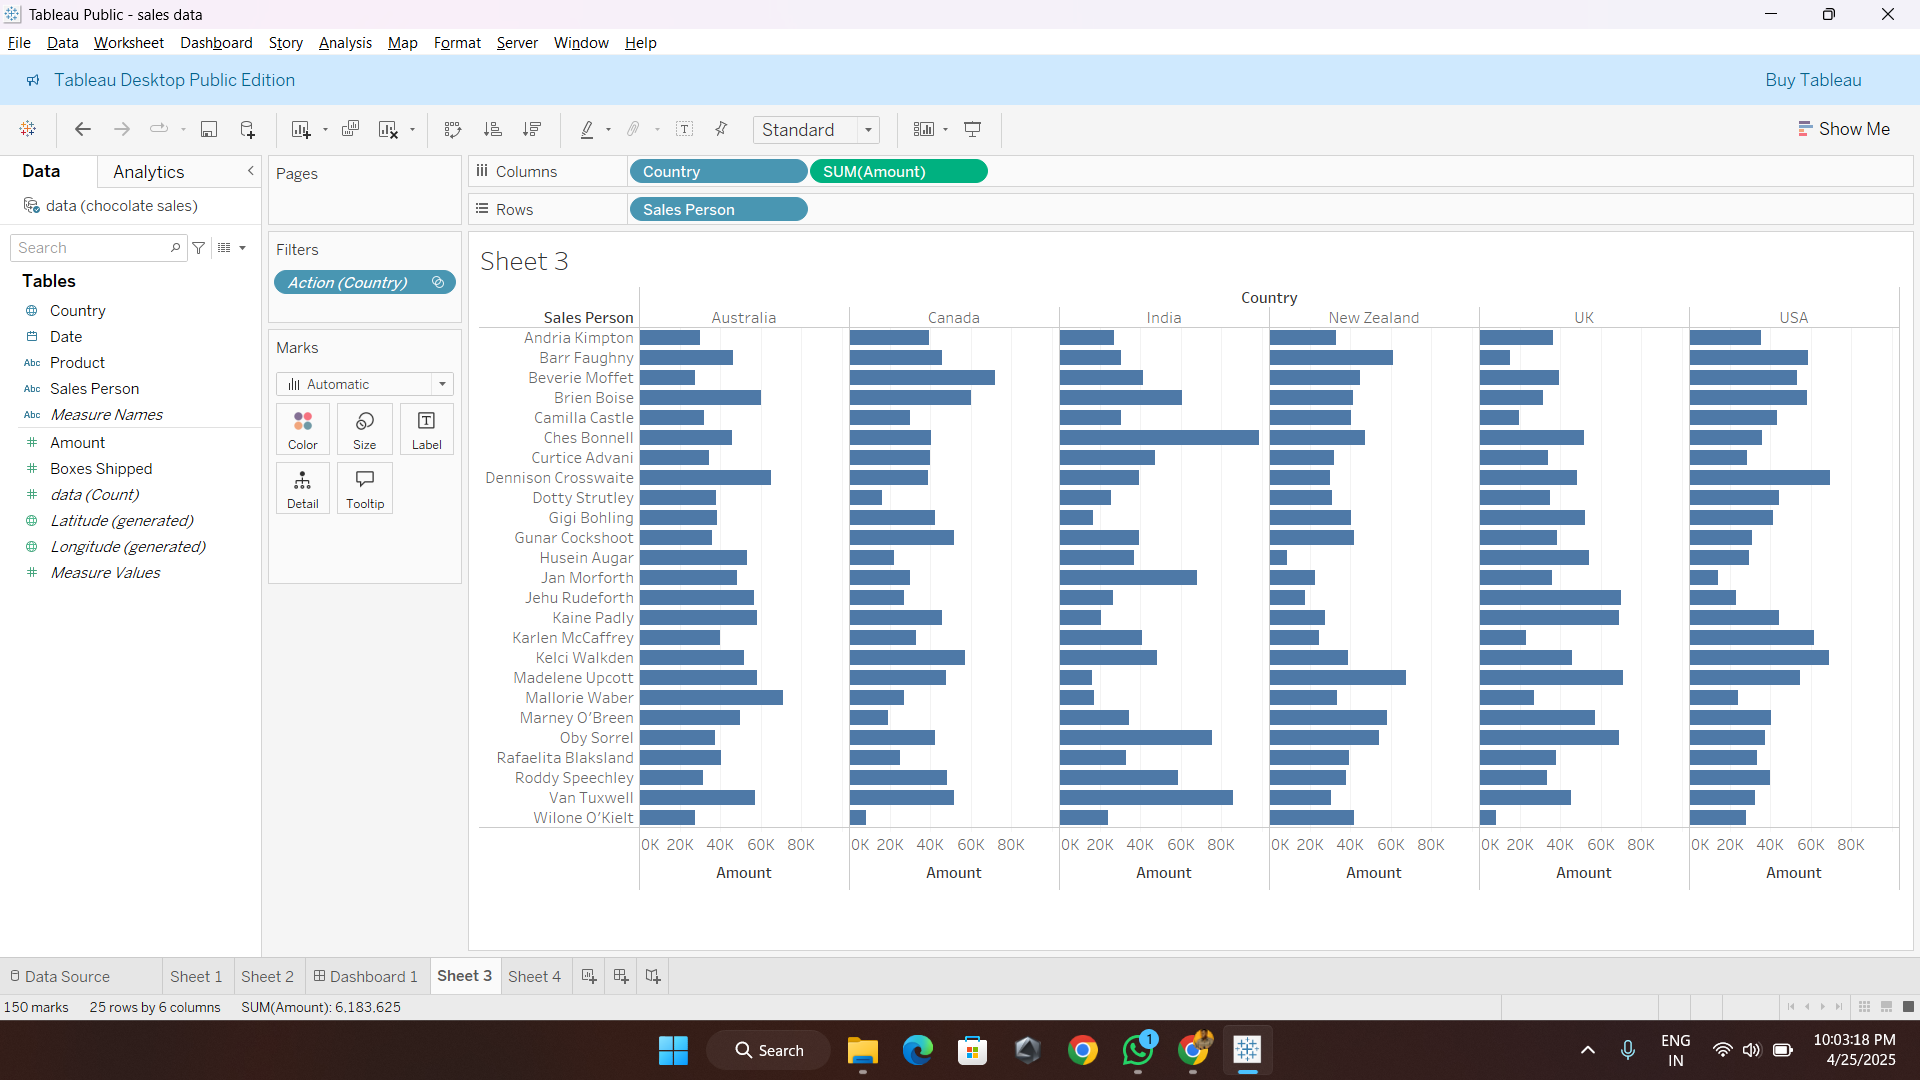 Tableau Public - sales data
File Data Worksheet Dashboard Story Analysis Map Format Server Window Help
Tableau Desktop Public Edition
Buy Tableau
Standard
Show Me
Data
Analytics
data (chocolate sales)
Search
Tables
Country
Date
Abc Product
Abc Sales Person
Abc Measure Names
Amount
Boxes Shipped
data (Count)
Latitude (generated)
Longitude (generated)
Measure Values
Pages
Filters
Action (Country)
Marks
Automatic
Color
Size
Label
Detail
Tooltip
Columns
Country
SUM(Amount)
Rows
Sales Person
Sheet 3
Country
Sales Person Australia Canada India New Zealand UK USA
Andria Kimpton
Barr Faughny
Beverie Moffet
Brien Boise
Camilla Castle
Ches Bonnell
Curtice Advani
Dennison Crosswaite
Dotty Strutley
Gigi Bohling
Gunar Cockshoot
Husein Augar
Jan Morforth
Jehu Rudeforth
Kaine Padly
Karlen McCaffrey
Kelci Walkden
Madelene Upcott
Mallorie Waber
Marney O’Breen
Oby Sorrel
Rafaelita Blaksland
Roddy Speechley
Van Tuxwell
Wilone O’Kielt
0K 20K 40K 60K 80K 0K 20K 40K 60K 80K 0K 20K 40K 60K 80K 0K 20K 40K 60K 80K 0K 20K 40K 60K 80K 0K 20K 40K 60K 80K
Amount Amount Amount Amount Amount Amount
Data Source Sheet 1 Sheet 2 Dashboard 1 Sheet 3 Sheet 4
150 marks 25 rows by 6 columns SUM(Amount): 6,183,625
Search
1
ENG
IN
10:03:18 PM
4/25/2025